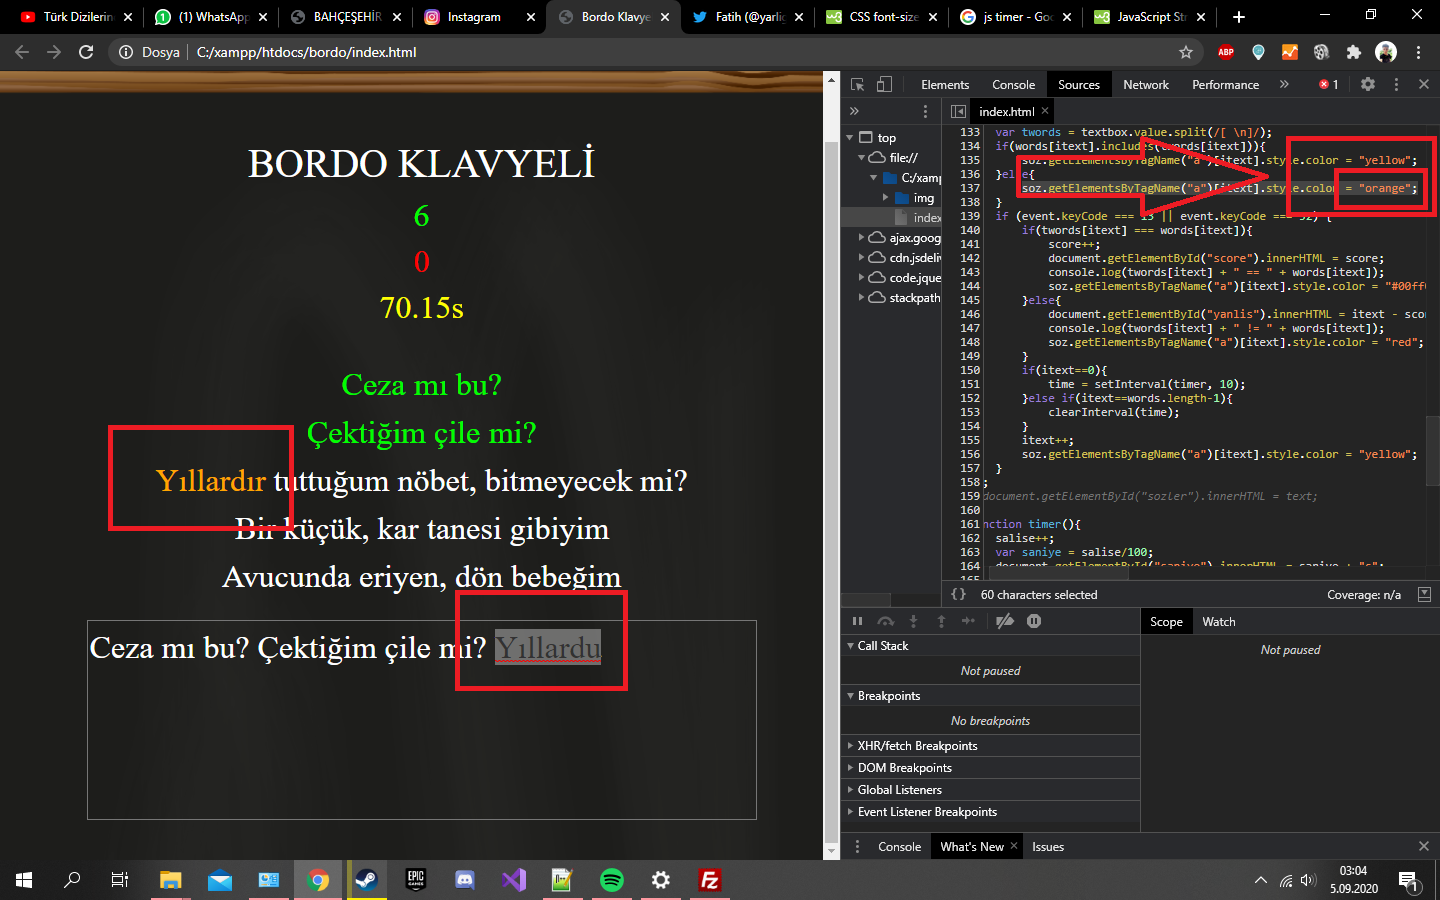 Türk Dizilerin
(1) WhatsApp
BAHÇEŞEHİR
Instagram
Bordo Klavye
Fatih (@yarlig
CSS font-size
js timer - Goo
JavaScript Str
Dosya | C:/xampp/htdocs/bordo/index.html
ABP
BORDO KLAVYELİ
6
0
70.15s
Ceza mı bu?
Çektiğim çile mi?
Yıllardır tuttuğum nöbet, bitmeyecek mi?
Bir küçük, kar tanesi gibiyim
Avucunda eriyen, dön bebeğim
Ceza mı bu? Çektiğim çile mi? Yıllardu
Elements Console Sources Network Performance » 1
» index.html
top
file://
C:/xamp
img
index
ajax.goog
cdn.jsdeli
code.jque
stackpath
133 var twords = textbox.value.split(/[ \n]/);
134 if(words[itext].includes(twords[itext])){
135 soz.getElementsByTagName("a")[itext].style.color = "yellow";
136 }else{
137 soz.getElementsByTagName("a")[itext].style.color = "orange";
138 }
139 if (event.keyCode === 13 || event.keyCode === 32) {
140 if(twords[itext] === words[itext]){
141 score++;
142 document.getElementById("score").innerHTML = score;
143 console.log(twords[itext] + " == " + words[itext]);
144 soz.getElementsByTagName("a")[itext].style.color = "#00ff
145 }else{
146 document.getElementById("yanlis").innerHTML = itext - scor
147 console.log(twords[itext] + " != " + words[itext]);
148 soz.getElementsByTagName("a")[itext].style.color = "red";
149 }
150 if(itext==0){
151 time = setInterval(timer, 10);
152 }else if(itext==words.length-1){
153 clearInterval(time);
154 }
155 itext++;
156 soz.getElementsByTagName("a")[itext].style.color = "yellow";
157 }
158 ;
159 document.getElementById("sozler").innerHTML = text;
160
161 nction timer(){
162 salise++;
163 var saniye = salise/100;
164 document.getElementById("saniye").innerHTML = saniye + "s";
165
{} 60 characters selected
Coverage: n/a
Scope Watch
Call Stack
Not paused
Not paused
Breakpoints
No breakpoints
XHR/fetch Breakpoints
DOM Breakpoints
Global Listeners
Event Listener Breakpoints
Console What's New Issues
EPIC GAMES
Fz
03:04
5.09.2020
1